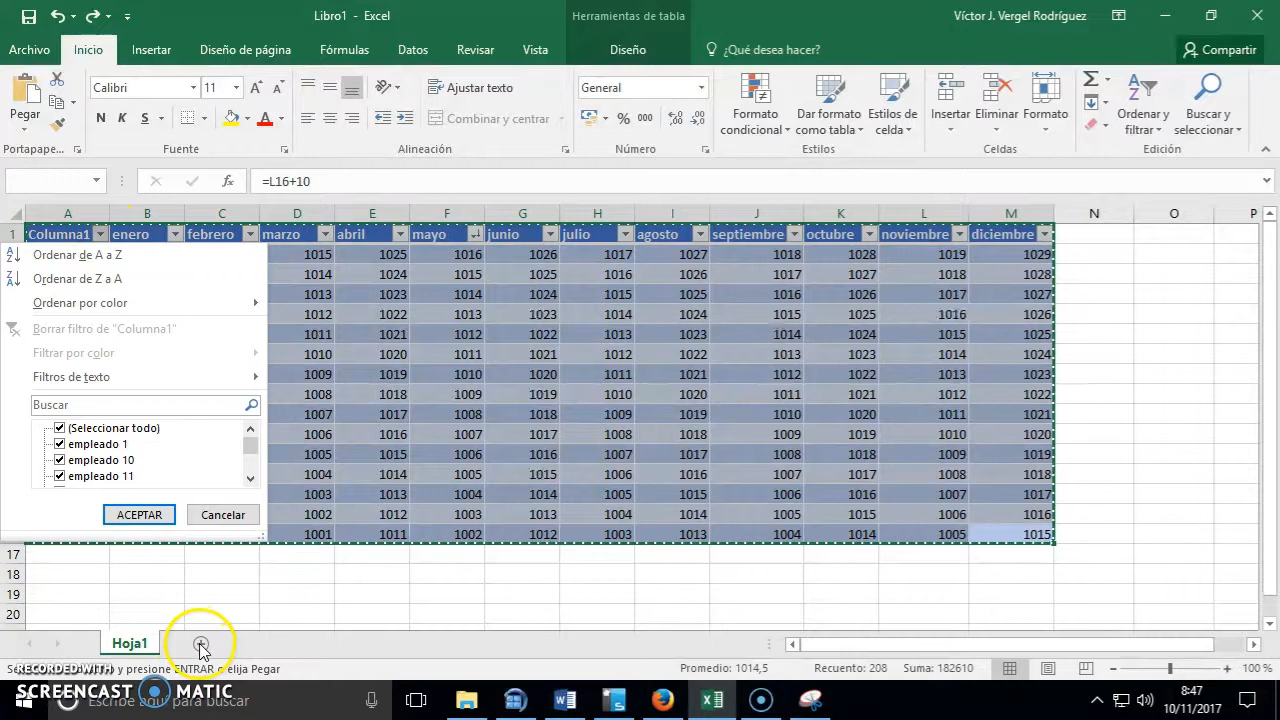 Libro1 - Excel
Herramientas de tabla
Víctor J. Vergel Rodríguez
Archivo Inicio Insertar Diseño de página Fórmulas Datos Revisar Vista Diseño ¿Qué desea hacer? Compartir
Pegar
Calibri 11
Ajustar texto
General
N K S
Combinar y centrar
% 000
Formato condicional
Dar formato como tabla
Estilos de celda
Insertar
Eliminar
Formato
Ordenar y filtrar
Buscar y seleccionar
Portapape... Fuente Alineación Número Estilos Celdas Edición
fx =L16+10
A B C D E F G H I J K L M N O P
1 Columna1 enero febrero marzo abril mayo junio julio agosto septiembre octubre noviembre diciembre
1015 1025 1016 1026 1017 1027 1018 1028 1019 1029
1014 1024 1015 1025 1016 1026 1017 1027 1018 1028
1013 1023 1014 1024 1015 1025 1016 1026 1017 1027
1012 1022 1013 1023 1014 1024 1015 1025 1016 1026
1011 1021 1012 1022 1013 1023 1014 1024 1015 1025
1010 1020 1011 1021 1012 1022 1013 1023 1014 1024
1009 1019 1010 1020 1011 1021 1012 1022 1013 1023
1008 1018 1009 1019 1010 1020 1011 1021 1012 1022
1007 1017 1008 1018 1009 1019 1010 1020 1011 1021
1006 1016 1007 1017 1008 1018 1009 1019 1010 1020
1005 1015 1006 1016 1007 1017 1008 1018 1009 1019
1004 1014 1005 1015 1006 1016 1007 1017 1008 1018
1003 1013 1004 1014 1005 1015 1006 1016 1007 1017
1002 1012 1003 1013 1004 1014 1005 1015 1006 1016
1001 1011 1002 1012 1003 1013 1004 1014 1005 1015
Ordenar de A a Z
Ordenar de Z a A
Ordenar por color
Borrar filtro de "Columna1"
Filtrar por color
Filtros de texto
Buscar
(Seleccionar todo)
empleado 1
empleado 10
empleado 11
ACEPTAR Cancelar
17
18
19
20
Hoja1
y presione ENTRAR o elija Pegar
Promedio: 1014,5 Recuento: 208 Suma: 182610 100 %
RECORDED WITH
SCREENCAST MATIC
Escribe aquí para buscar
8:47
10/11/2017